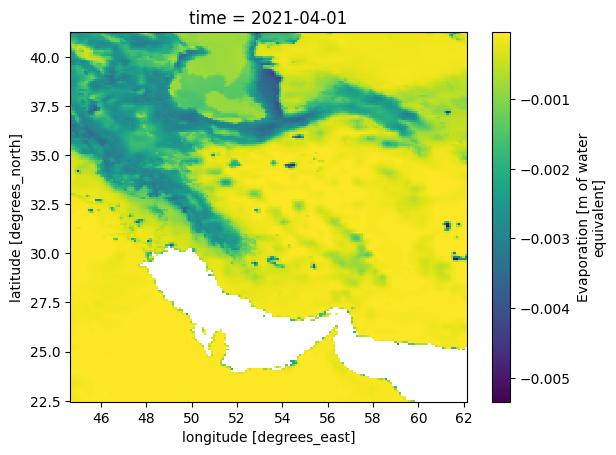 time = 2021-04-01
40.0
37.5
35.0
32.5
30.0
27.5
25.0
22.5
latitude [degrees_north]
46 48 50 52 54 56 58 60 62
longitude [degrees_east]
−0.001
−0.002
−0.003
−0.004
−0.005
Evaporation [m of water
equivalent]